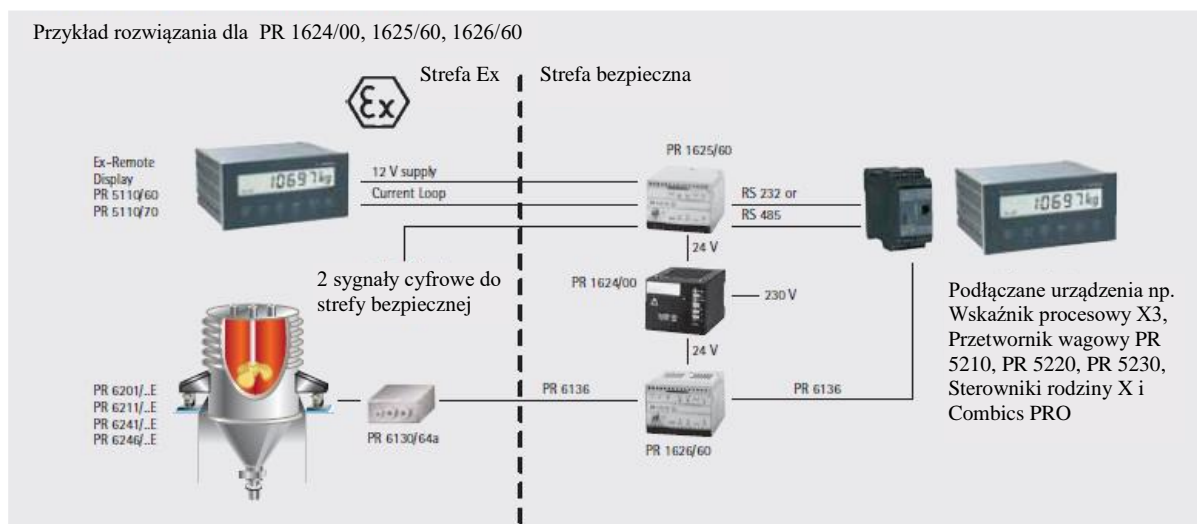 Przykład rozwiązania dla PR 1624/00, 1625/60, 1626/60
Strefa Ex
Strefa bezpieczna
Ex
Ex-Remote
Display
PR 5110/60
PR 5110/70
10697kg
12 V supply
Current Loop
PR 1625/60
RS 232 or
RS 485
10697kg
24 V
2 sygnały cyfrowe do
strefy bezpiecznej
PR 1624/00
230 V
24 V
Podłączane urządzenia np.
Wskaźnik procesowy X3,
Przetwornik wagowy PR
5210, PR 5220, PR 5230,
Sterowniki rodziny X i
Combics PRO
PR 6201/..E
PR 6211/..E
PR 6241/..E
PR 6246/..E
PR 6130/64a
PR 6136
PR 6136
PR 1626/60